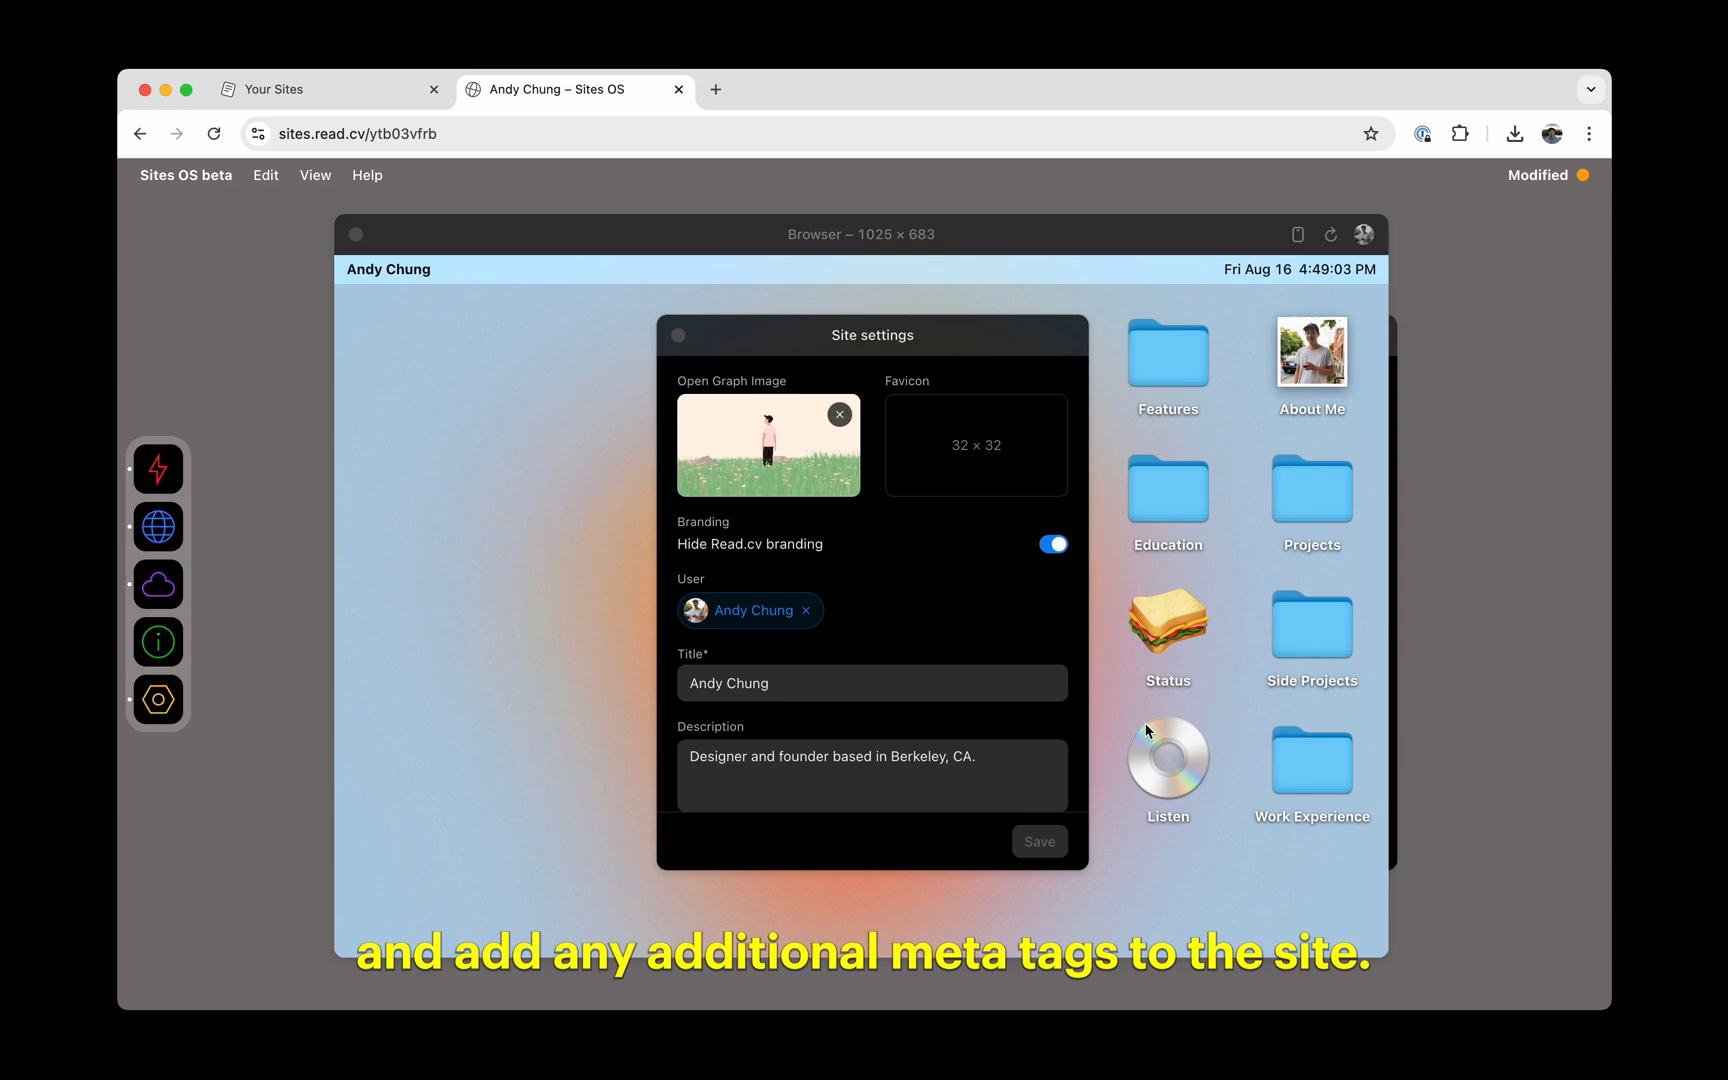 Your Sites
Andy Chung – Sites OS
sites.read.cv/ytb03vfrb
Sites OS beta
Edit
View
Help
Modified
Browser – 1025 × 683
Andy Chung
Fri Aug 16 4:49:03 PM
Site settings
Open Graph Image
Favicon
32 × 32
Branding
Hide Read.cv branding
User
Andy Chung
Title*
Andy Chung
Description
Designer and founder based in Berkeley, CA.
Save
Features
About Me
Education
Projects
Status
Side Projects
Listen
Work Experience
and add any additional meta tags to the site.